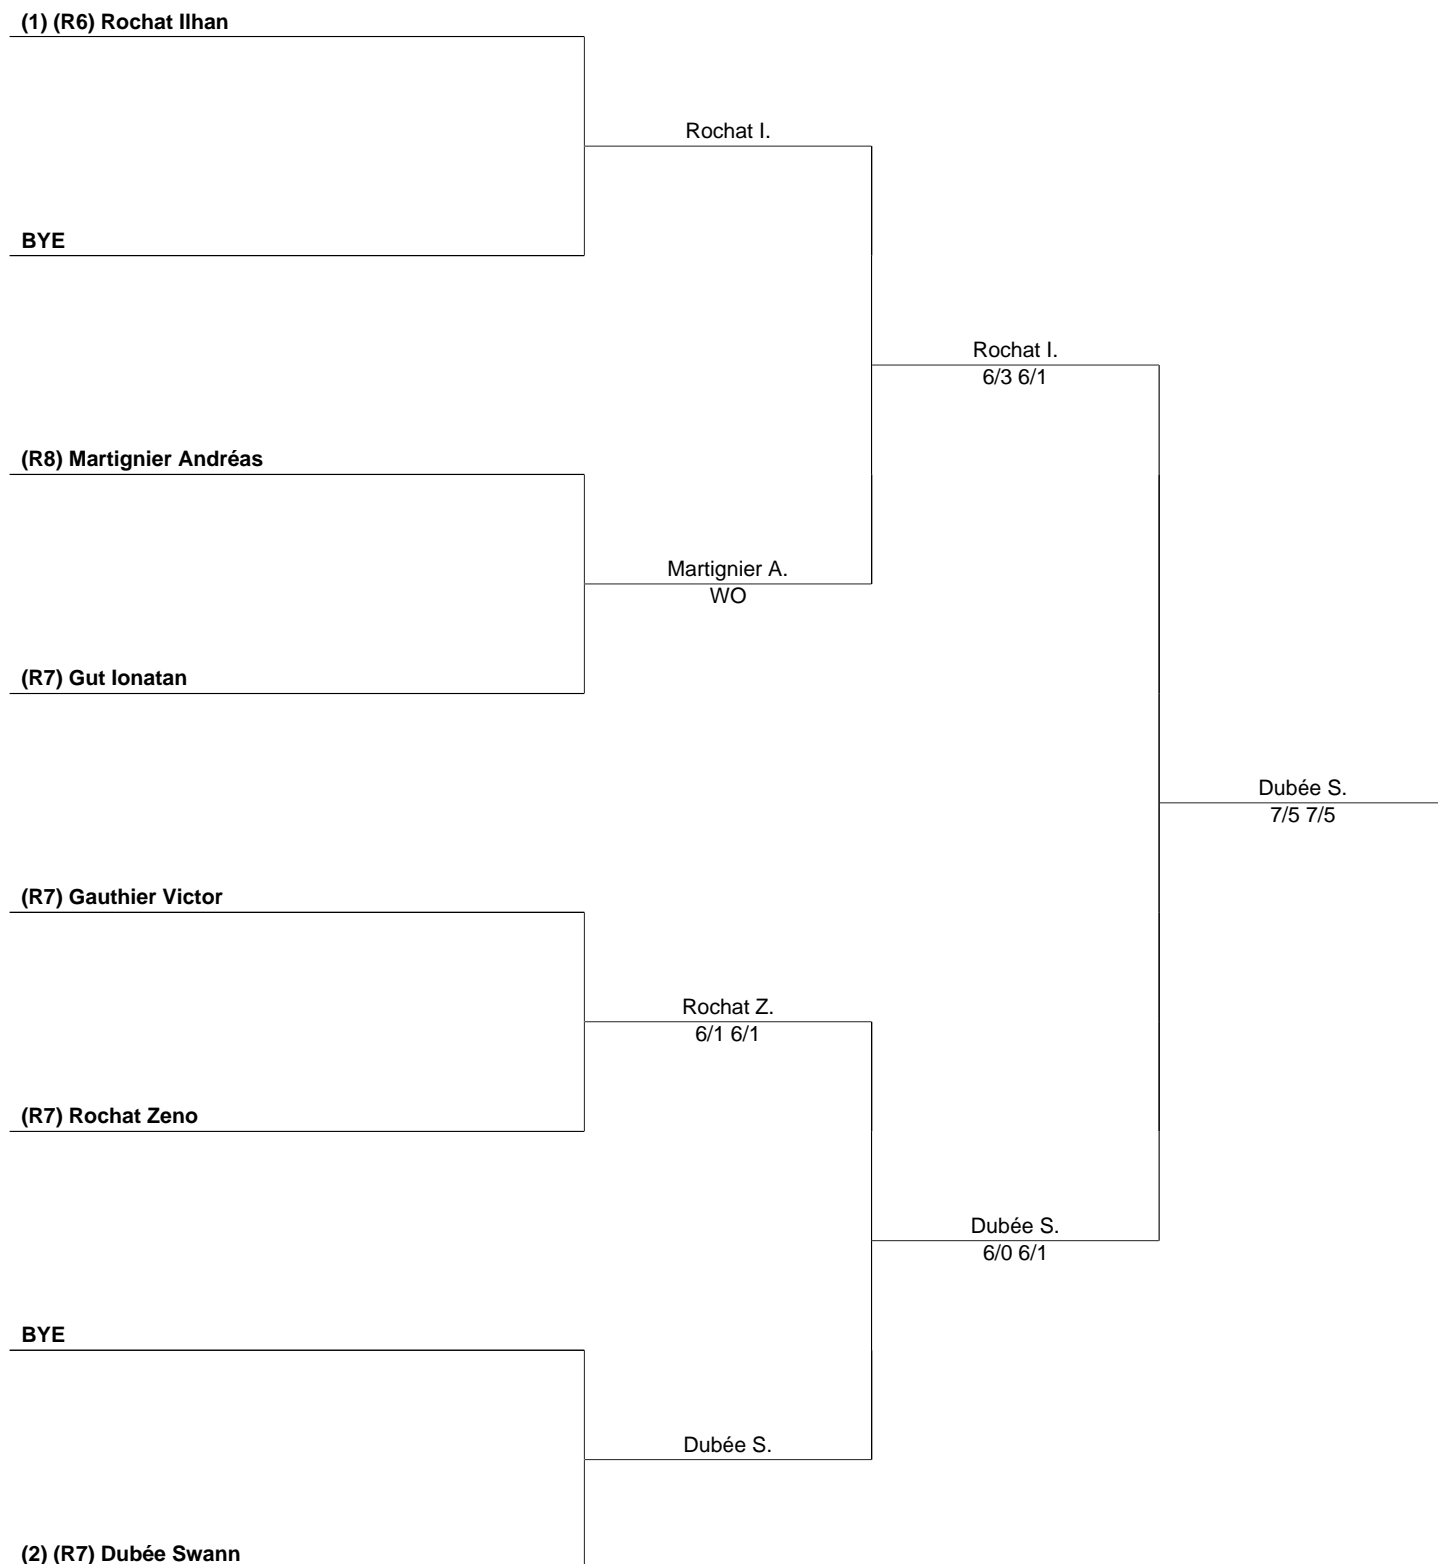 (1) (R6) Rochat Ilhan
Rochat I.
BYE
Rochat I.
6/3 6/1
(R8) Martignier Andréas
Martignier A.
WO
(R7) Gut Ionatan
Dubée S.
7/5 7/5
(R7) Gauthier Victor
Rochat Z.
6/1 6/1
(R7) Rochat Zeno
Dubée S.
6/0 6/1
BYE
Dubée S.
(2) (R7) Dubée Swann